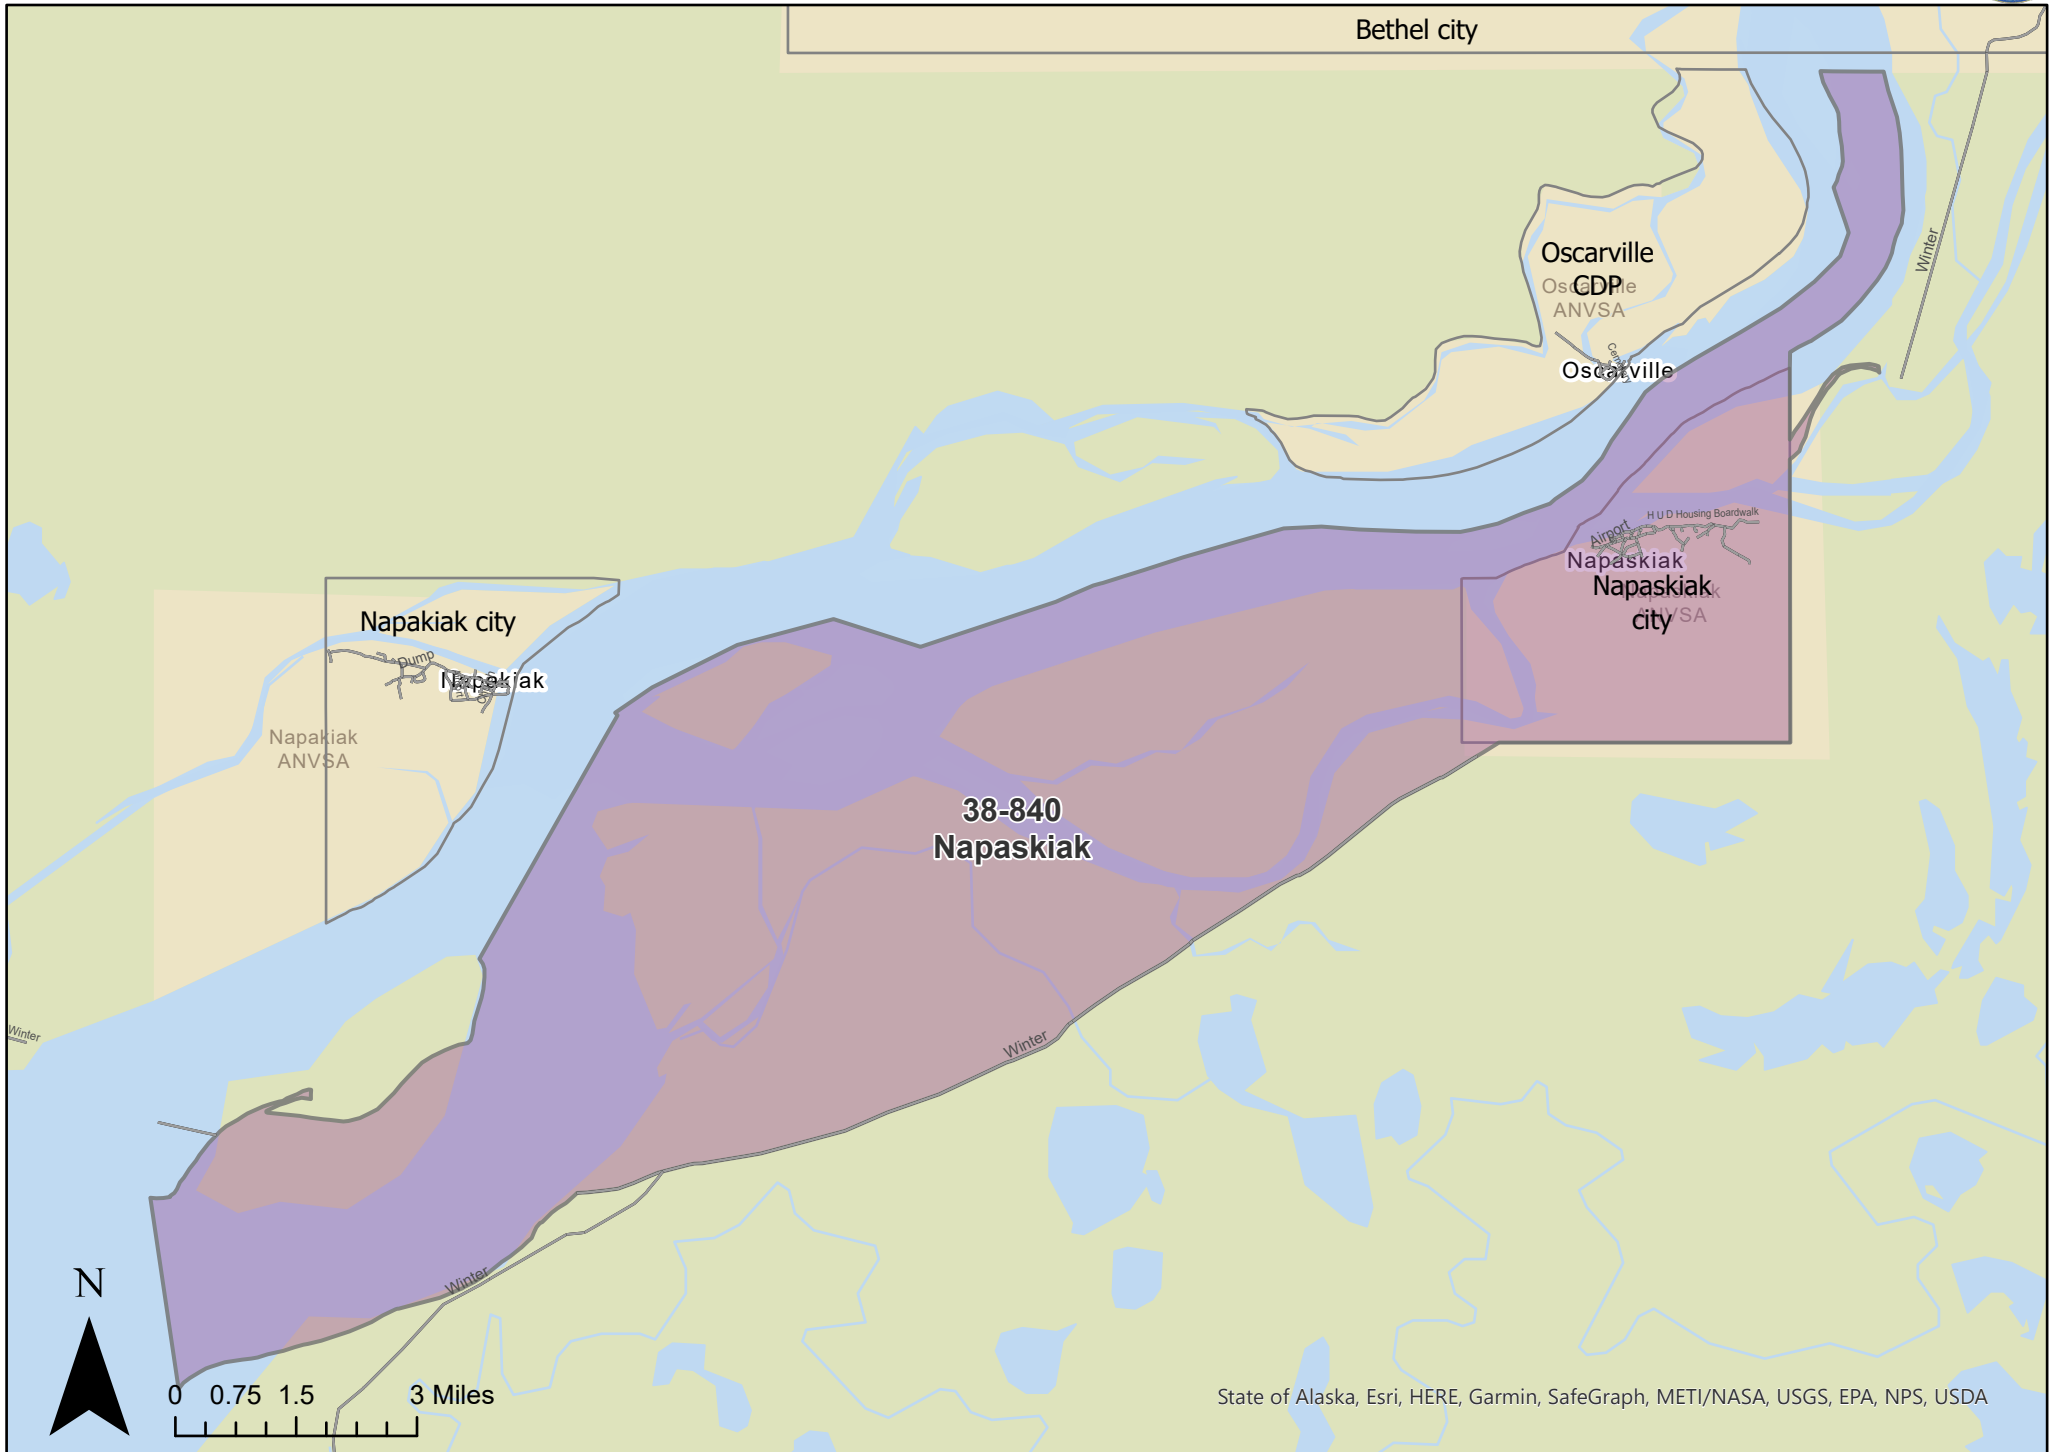 Bethel city
Winter
Oscarville
CDP
Oscarville
ANVSA
Cemetery
Oscarville
H U D Housing Boardwalk
Airport
Napaskiak
Napaskiak
city
Napaskiak
ANVSA
Napakiak city
Dump
Napakiak
Napakiak
ANVSA
38-840
Napaskiak
Winter
Winter
Winter
N
0 0.75 1.5 3 Miles
State of Alaska, Esri, HERE, Garmin, SafeGraph, METI/NASA, USGS, EPA, NPS, USDA